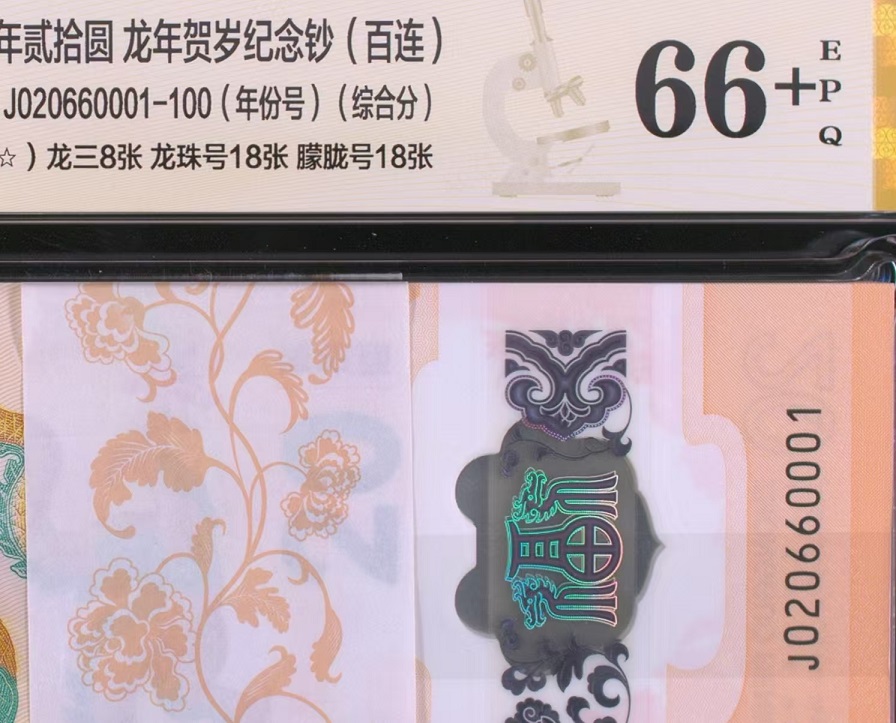 年贰拾圆 龙年贺岁纪念钞（百连）
J020660001-100（年份号）（综合分）
☆ ）龙三8张 龙珠号18张 朦胧号18张
66+
E
P
Q
J020660001